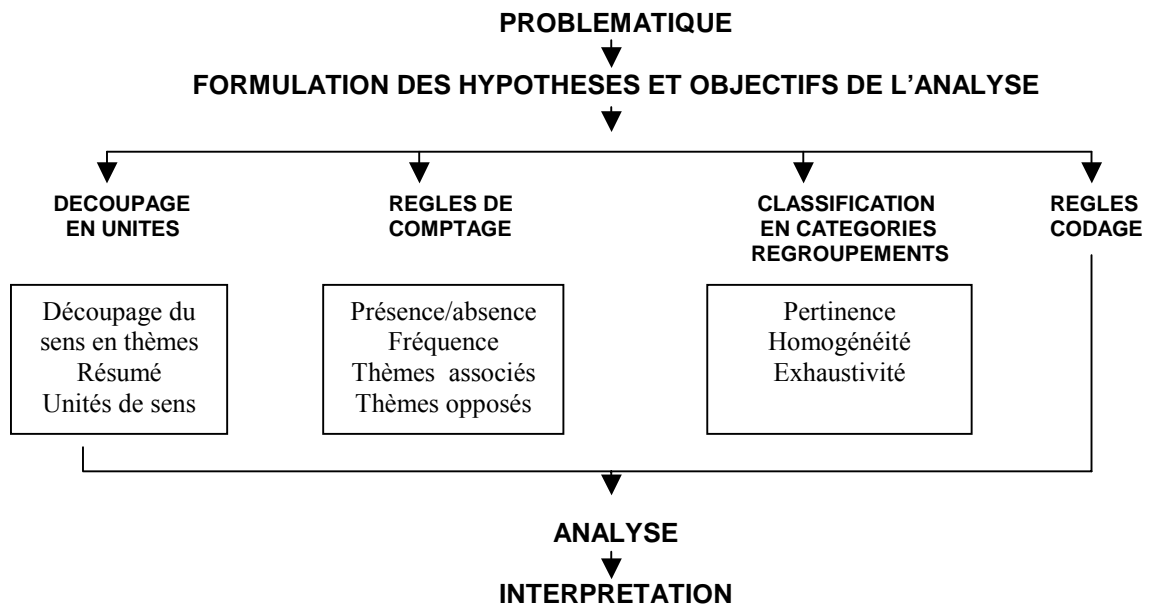 PROBLEMATIQUE
FORMULATION DES HYPOTHESES ET OBJECTIFS DE L'ANALYSE
DECOUPAGE
EN UNITES
REGLES DE
COMPTAGE
CLASSIFICATION
EN CATEGORIES
REGROUPEMENTS
REGLES
CODAGE
Découpage du
sens en thèmes
Résumé
Unités de sens
Présence/absence
Fréquence
Thèmes associés
Thèmes opposés
Pertinence
Homogénéité
Exhaustivité
ANALYSE
INTERPRETATION